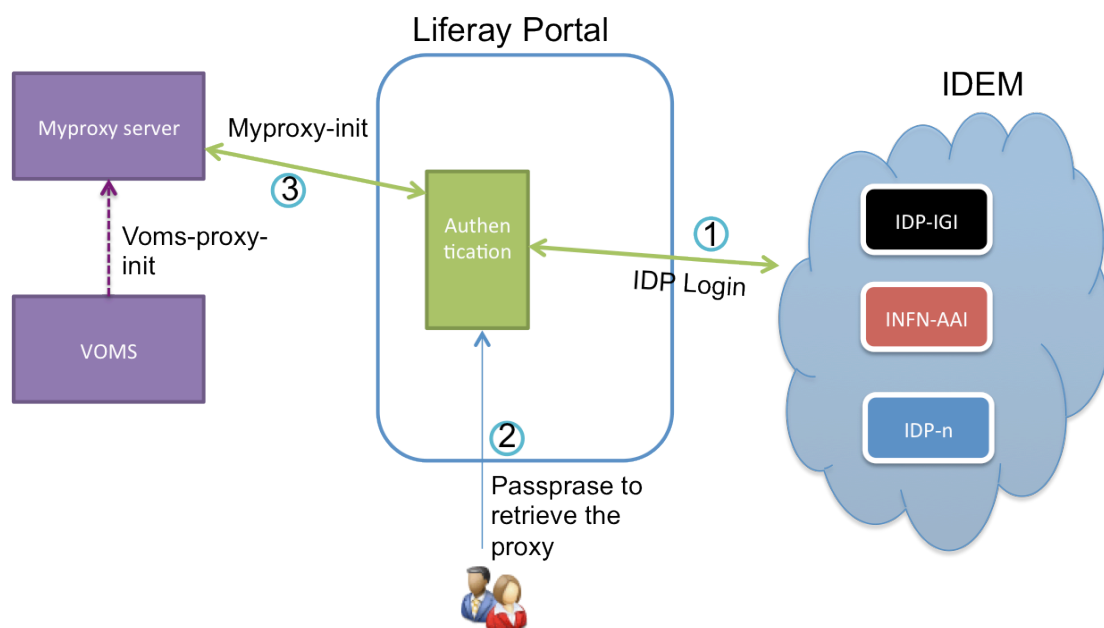 Liferay Portal
IDEM
Myproxy server
Myproxy-init
3
Voms-proxy-
init
VOMS
Authen
tication
1
IDP Login
IDP-IGI
INFN-AAI
IDP-n
2
Passprase to
retrieve the
proxy